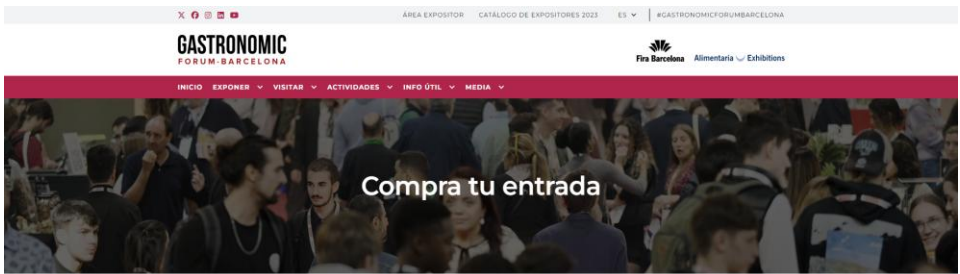 ÁREA EXPOSITOR CATÁLOGO DE EXPOSITORES 2023 ES #GASTRONOMICFORUMBARCELONA
GASTRONOMIC
FORUM·BARCELONA
Fira Barcelona Alimentaria Exhibitions
INICIO EXPONER VISITAR ACTIVIDADES INFO ÚTIL MEDIA
Compra tu entrada